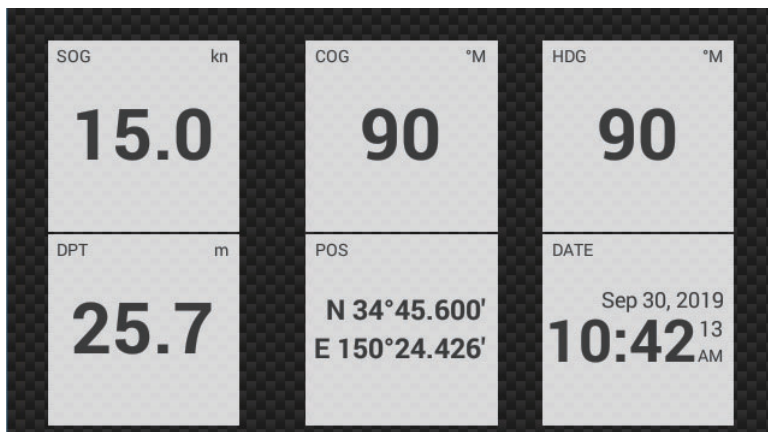 SOG kn
15.0
COG °M
90
HDG °M
90
DPT m
25.7
POS
N 34°45.600'
E 150°24.426'
DATE
Sep 30, 2019
10:42 13 AM